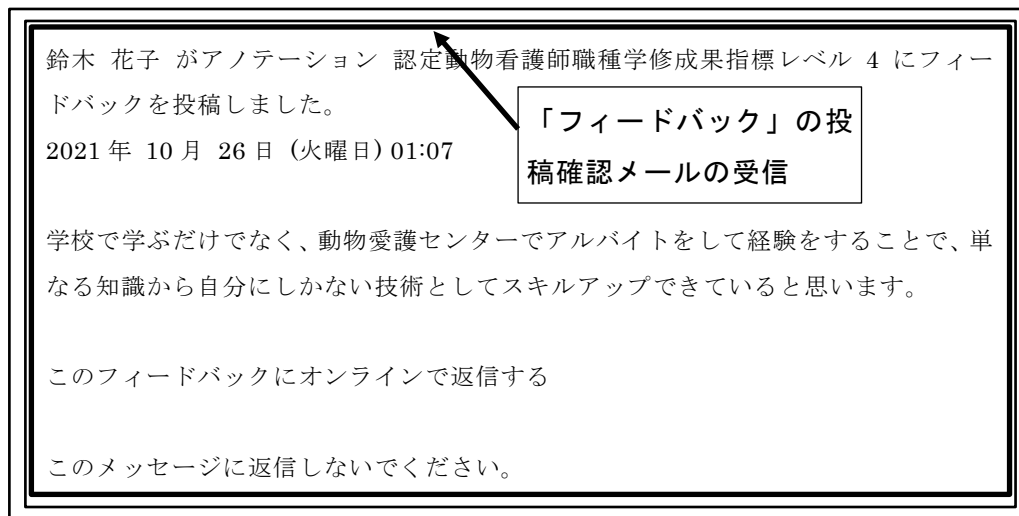 鈴木 花子 がアノテーション 認定動物看護師職種学修成果指標レベル 4 にフィー
ドバックを投稿しました。
2021 年 10 月 26 日 (火曜日) 01:07
「フィードバック」の投
稿確認メールの受信
学校で学ぶだけでなく、動物愛護センターでアルバイトをして経験をすることで、単
なる知識から自分にしかない技術としてスキルアップできていると思います。
このフィードバックにオンラインで返信する
このメッセージに返信しないでください。